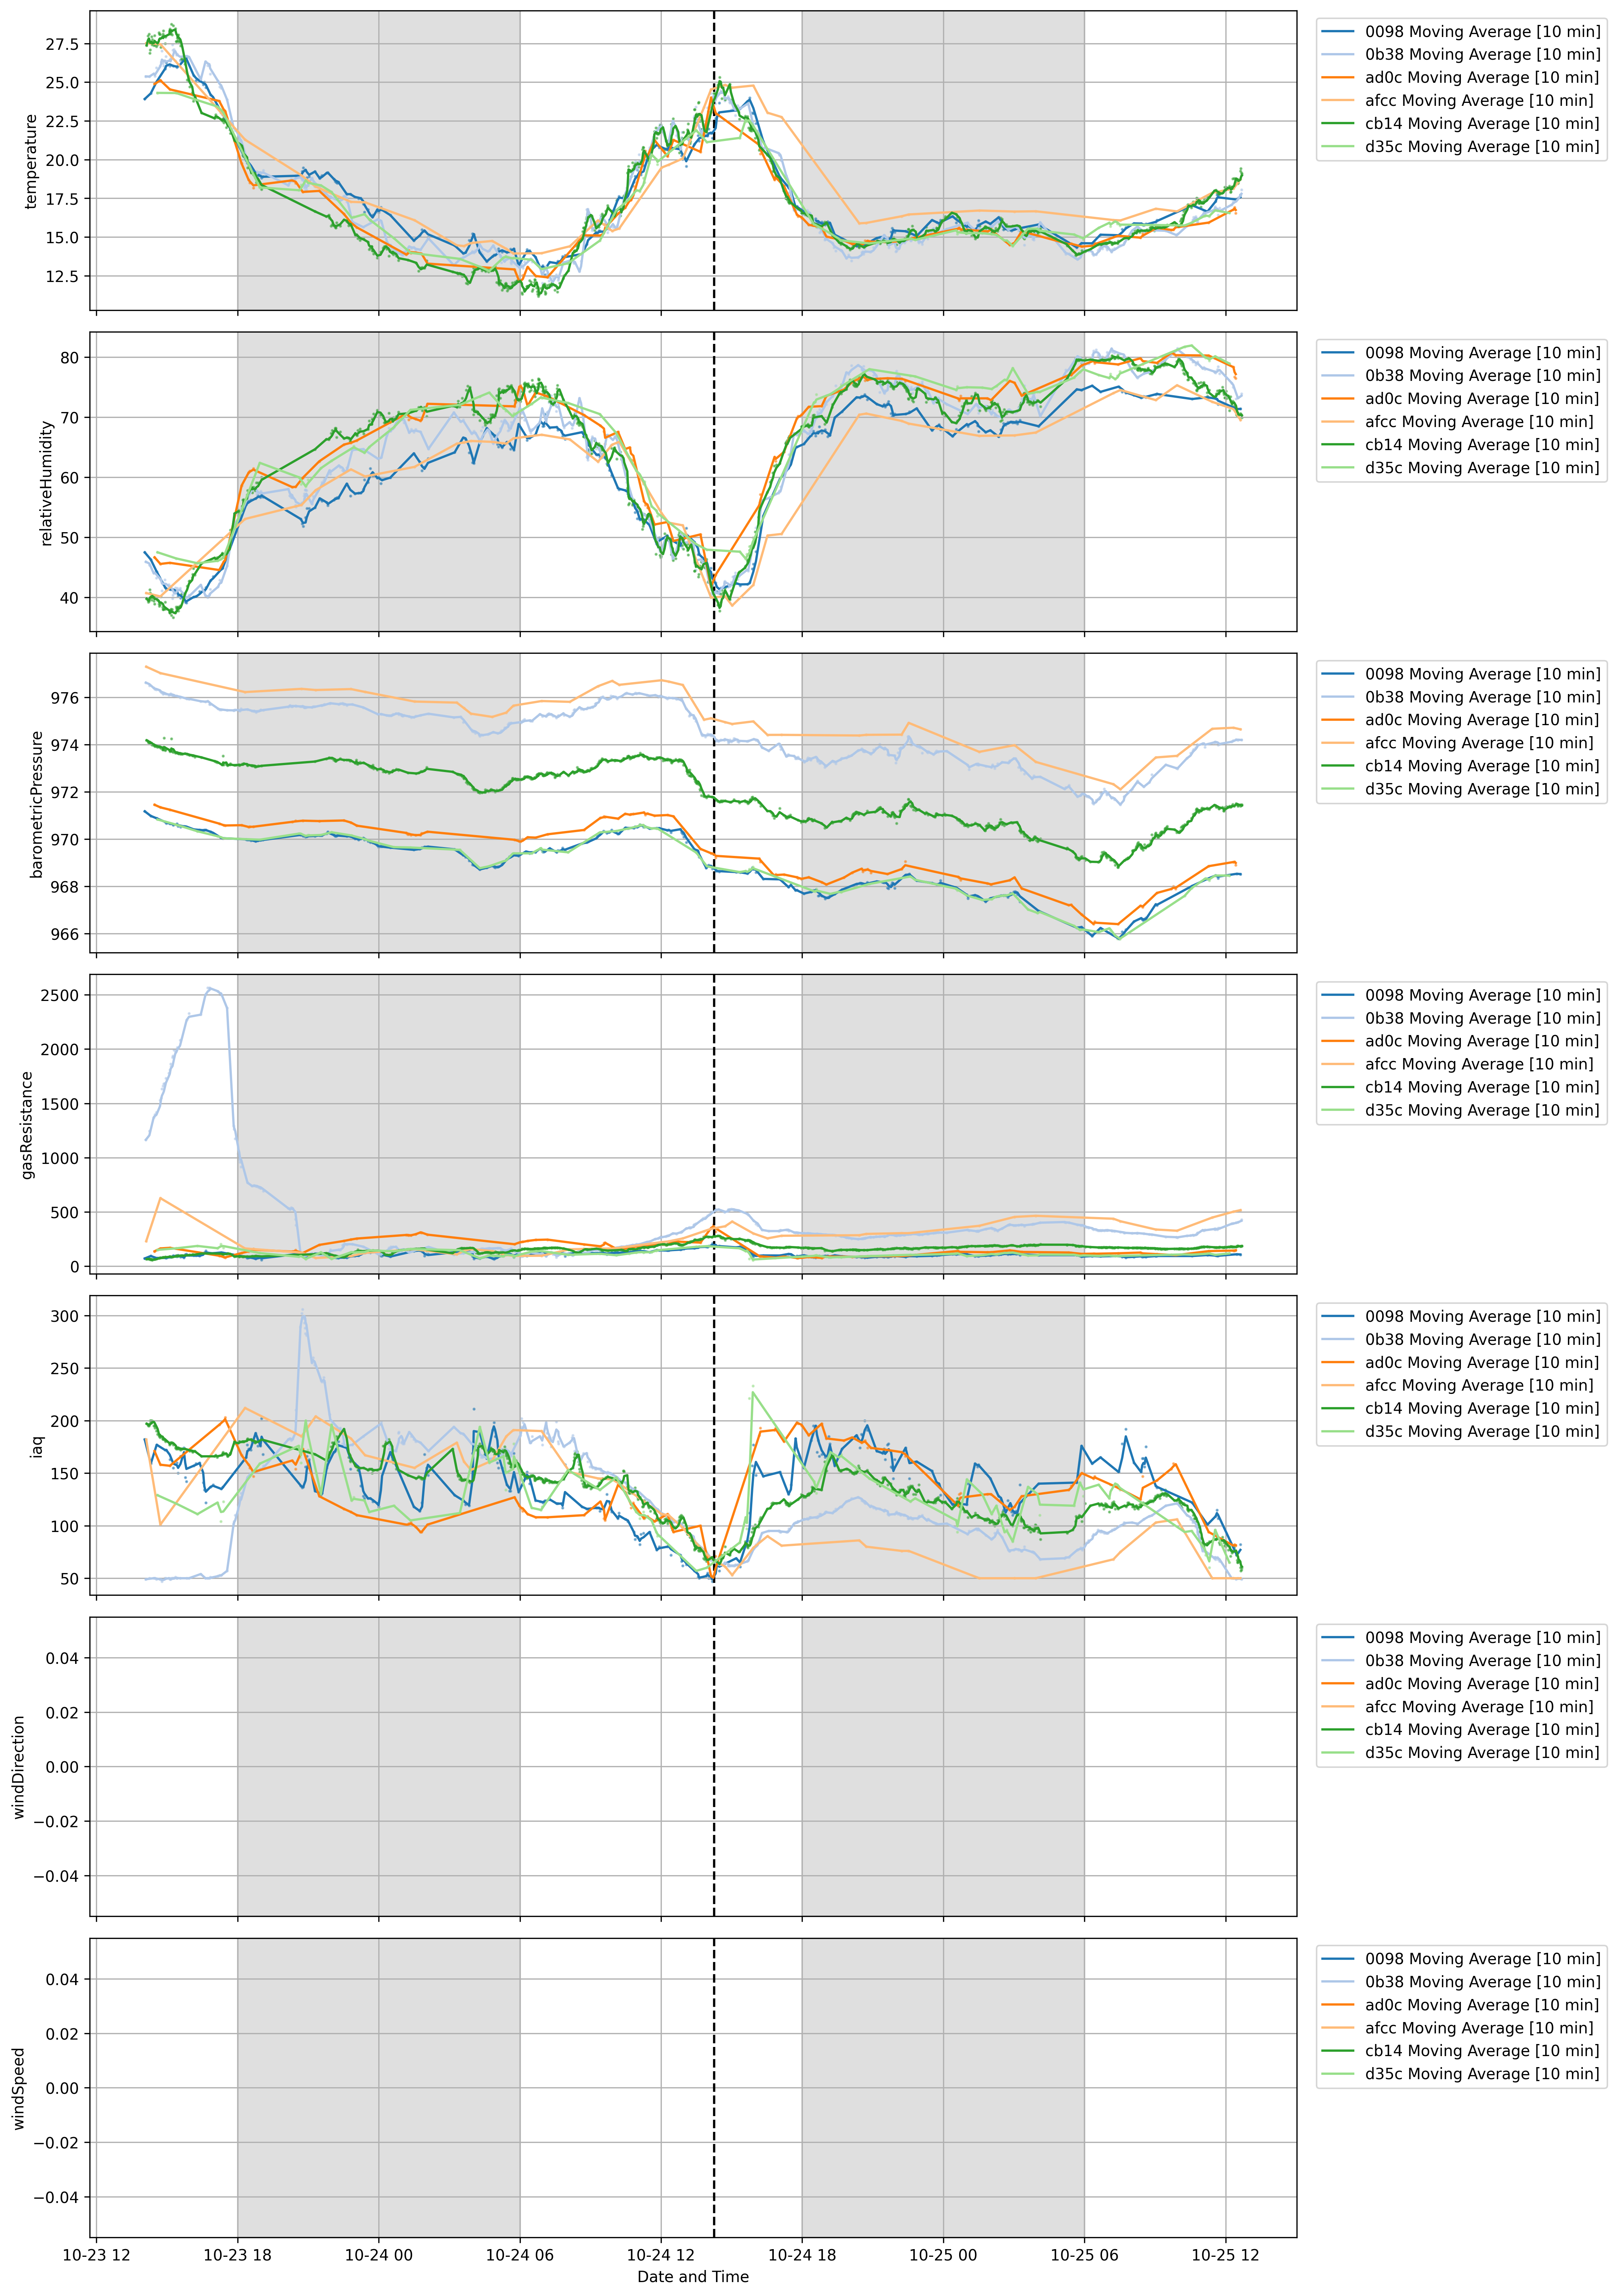 27.5
25.0
22.5
20.0
17.5
15.0
12.5
temperature
0098 Moving Average [10 min]
0b38 Moving Average [10 min]
ad0c Moving Average [10 min]
afcc Moving Average [10 min]
cb14 Moving Average [10 min]
d35c Moving Average [10 min]
80
70
60
50
40
relativeHumidity
0098 Moving Average [10 min]
0b38 Moving Average [10 min]
ad0c Moving Average [10 min]
afcc Moving Average [10 min]
cb14 Moving Average [10 min]
d35c Moving Average [10 min]
976
974
972
970
968
966
barometricPressure
0098 Moving Average [10 min]
0b38 Moving Average [10 min]
ad0c Moving Average [10 min]
afcc Moving Average [10 min]
cb14 Moving Average [10 min]
d35c Moving Average [10 min]
2500
2000
1500
1000
500
0
gasResistance
0098 Moving Average [10 min]
0b38 Moving Average [10 min]
ad0c Moving Average [10 min]
afcc Moving Average [10 min]
cb14 Moving Average [10 min]
d35c Moving Average [10 min]
300
250
200
150
100
50
iaq
0098 Moving Average [10 min]
0b38 Moving Average [10 min]
ad0c Moving Average [10 min]
afcc Moving Average [10 min]
cb14 Moving Average [10 min]
d35c Moving Average [10 min]
0.04
0.02
0.00
−0.02
−0.04
windDirection
0098 Moving Average [10 min]
0b38 Moving Average [10 min]
ad0c Moving Average [10 min]
afcc Moving Average [10 min]
cb14 Moving Average [10 min]
d35c Moving Average [10 min]
0.04
0.02
0.00
−0.02
−0.04
windSpeed
0098 Moving Average [10 min]
0b38 Moving Average [10 min]
ad0c Moving Average [10 min]
afcc Moving Average [10 min]
cb14 Moving Average [10 min]
d35c Moving Average [10 min]
10-23 12 10-23 18 10-24 00 10-24 06 10-24 12 10-24 18 10-25 00 10-25 06 10-25 12
Date and Time